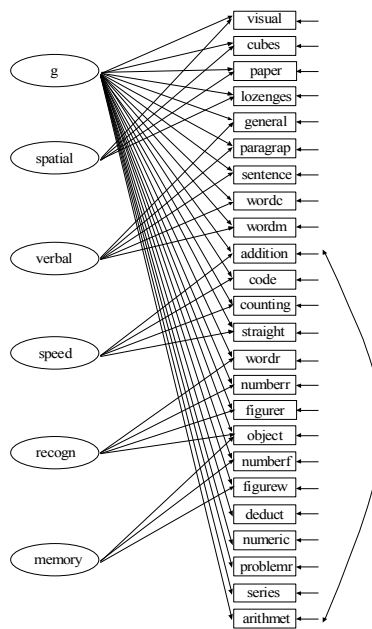 g
spatial
verbal
speed
recogn
memory
visual
cubes
paper
lozenges
general
paragrap
sentence
wordc
wordm
addition
code
counting
straight
wordr
numberr
figurer
object
numberf
figurew
deduct
numeric
problemr
series
arithmet